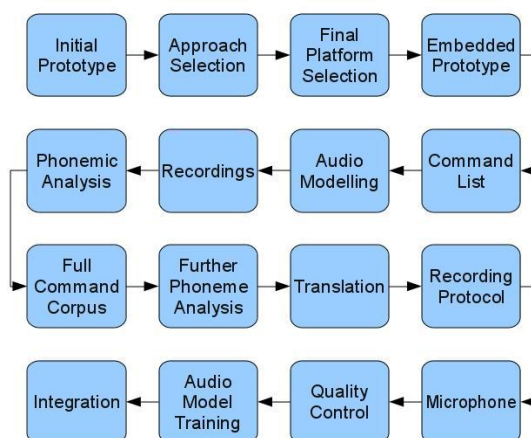 Initial
Prototype
Approach
Selection
Final
Platform
Selection
Embedded
Prototype
Phonemic
Analysis
Recordings
Audio
Modelling
Command
List
Full
Command
Corpus
Further
Phoneme
Analysis
Translation
Recording
Protocol
Integration
Audio
Model
Training
Quality
Control
Microphone